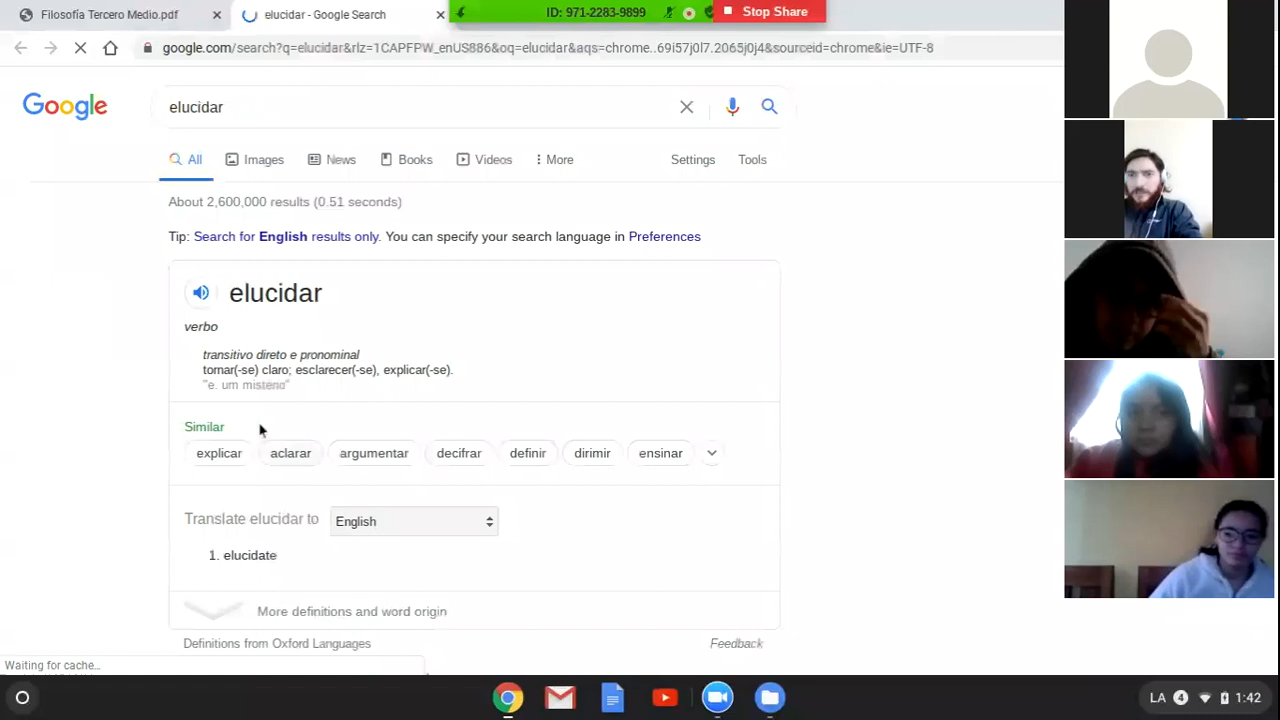 Filosofía Tercero Medio.pdf
elucidar - Google Search
ID: 971-2283-9899
Stop Share
google.com/search?q=elucidar&rlz=1CAPFPW_enUS886&oq=elucidar&aqs=chrome..69i57j0l7.2065j0j4&sourceid=chrome&ie=UTF-8
Google
elucidar
All
Images
News
Books
Videos
More
Settings
Tools
About 2,600,000 results (0.51 seconds)
Tip: Search for English results only. You can specify your search language in Preferences
elucidar
verbo
transitivo direto e pronominal
tornar(-se) claro; esclarecer(-se), explicar(-se).
"e. um mistério"
Similar
explicar
aclarar
argumentar
decifrar
definir
dirimir
ensinar
Translate elucidar to
English
1. elucidate
More definitions and word origin
Definitions from Oxford Languages
Feedback
Waiting for cache...
LA
4
1:42